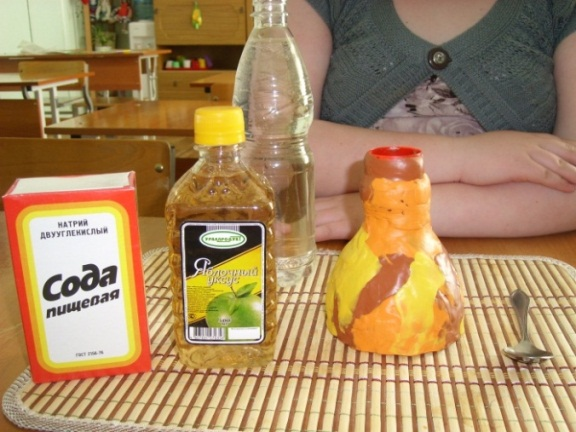 НАТРИЙ
ДВУУГЛЕКИСЛЫЙ
Сода
пищевая
Яблочный
уксус